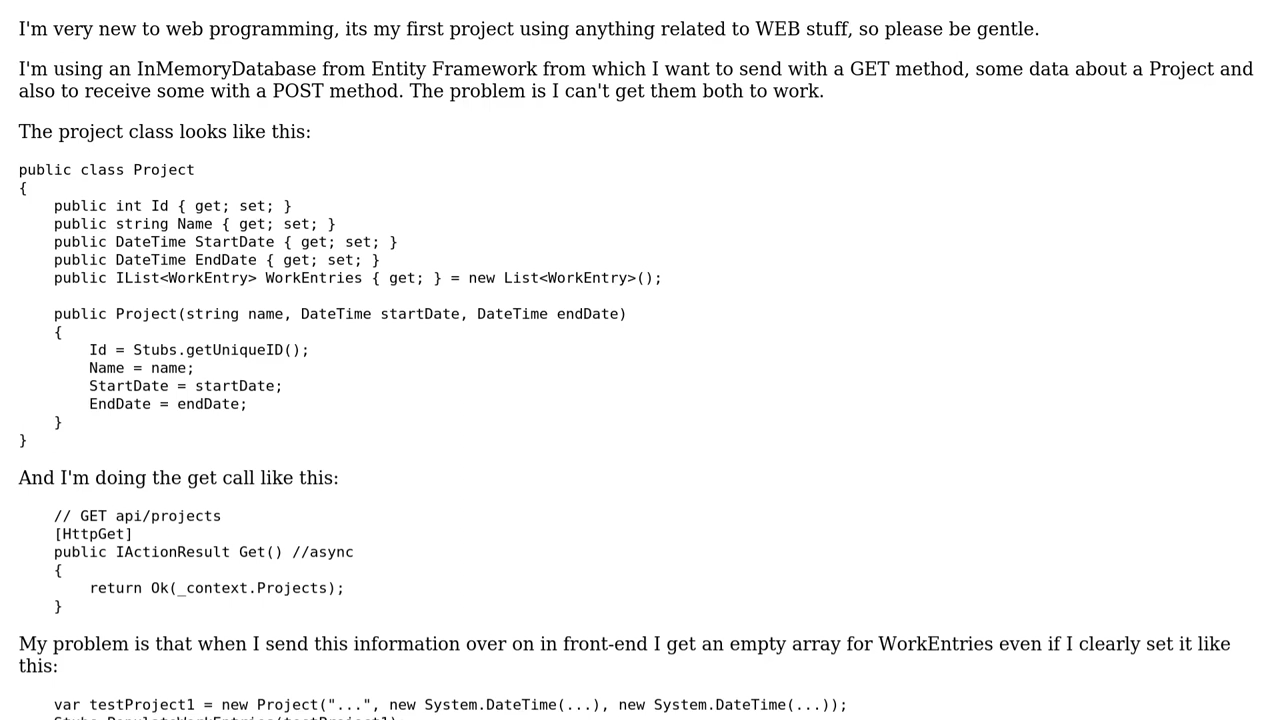 I'm very new to web programming, its my first project using anything related to WEB stuff, so please be gentle.
I'm using an InMemoryDatabase from Entity Framework from which I want to send with a GET method, some data about a Project and
also to receive some with a POST method. The problem is I can't get them both to work.
The project class looks like this:
public class Project
{
    public int Id { get; set; }
    public string Name { get; set; }
    public DateTime StartDate { get; set; }
    public DateTime EndDate { get; set; }
    public IList<WorkEntry> WorkEntries { get; } = new List<WorkEntry>();
    public Project(string name, DateTime startDate, DateTime endDate)
    {
        Id = Stubs.getUniqueID();
        Name = name;
        StartDate = startDate;
        EndDate = endDate;
    }
}
And I'm doing the get call like this:
    // GET api/projects
    [HttpGet]
    public IActionResult Get() //async
    {
        return Ok(_context.Projects);
    }
My problem is that when I send this information over on in front-end I get an empty array for WorkEntries even if I clearly set it like
this:
    var testProject1 = new Project("...", new System.DateTime(...), new System.DateTime(...));
    Stubs.PopulateWorkEntries(testProject1);